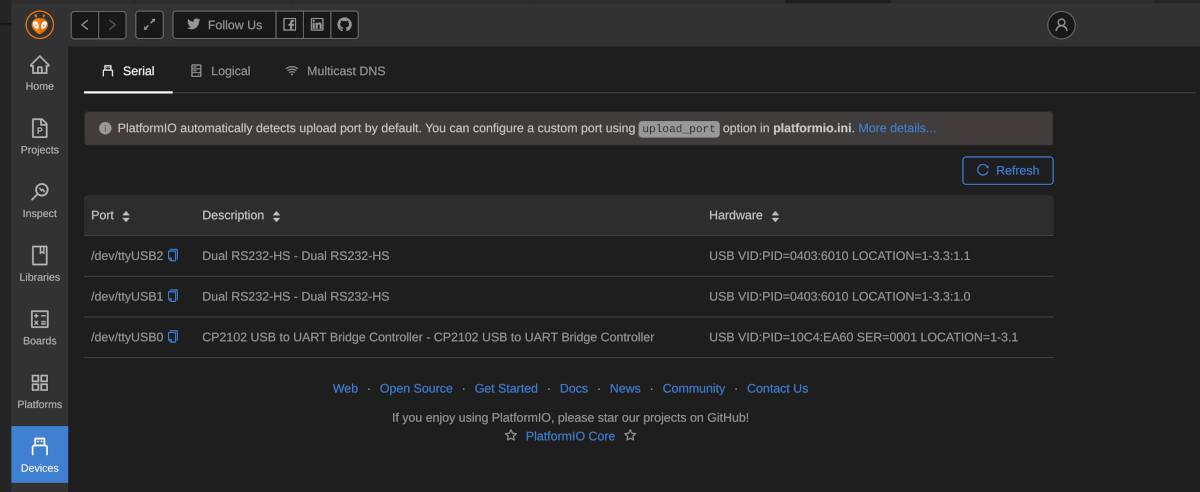 Follow Us
Home
Projects
Inspect
Libraries
Boards
Platforms
Devices
Serial Logical Multicast DNS
PlatformIO automatically detects upload port by default. You can configure a custom port using upload_port option in platformio.ini. More details...
Refresh
Port Description Hardware
/dev/ttyUSB2 Dual RS232-HS - Dual RS232-HS USB VID:PID=0403:6010 LOCATION=1-3.3:1.1
/dev/ttyUSB1 Dual RS232-HS - Dual RS232-HS USB VID:PID=0403:6010 LOCATION=1-3.3:1.0
/dev/ttyUSB0 CP2102 USB to UART Bridge Controller - CP2102 USB to UART Bridge Controller USB VID:PID=10C4:EA60 SER=0001 LOCATION=1-3.1
Web · Open Source · Get Started · Docs · News · Community · Contact Us
If you enjoy using PlatformIO, please star our projects on GitHub!
PlatformIO Core